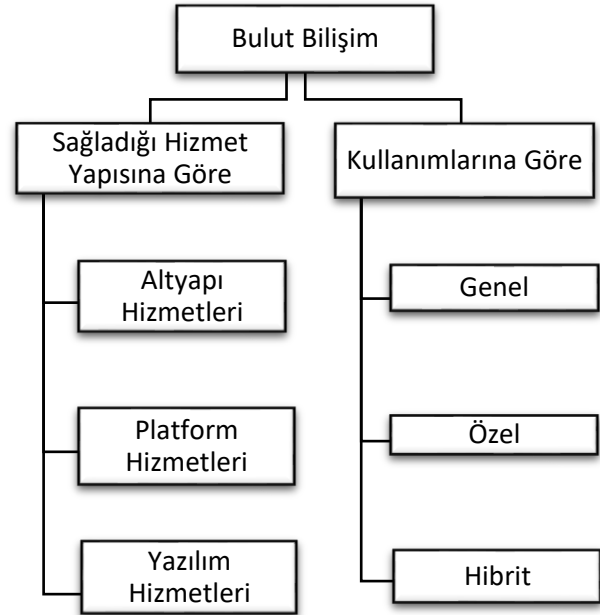 Bulut Bilişim
Sağladığı Hizmet
Yapısına Göre
Altyapı
Hizmetleri
Platform
Hizmetleri
Yazılım
Hizmetleri
Kullanımlarına Göre
Genel
Özel
Hibrit